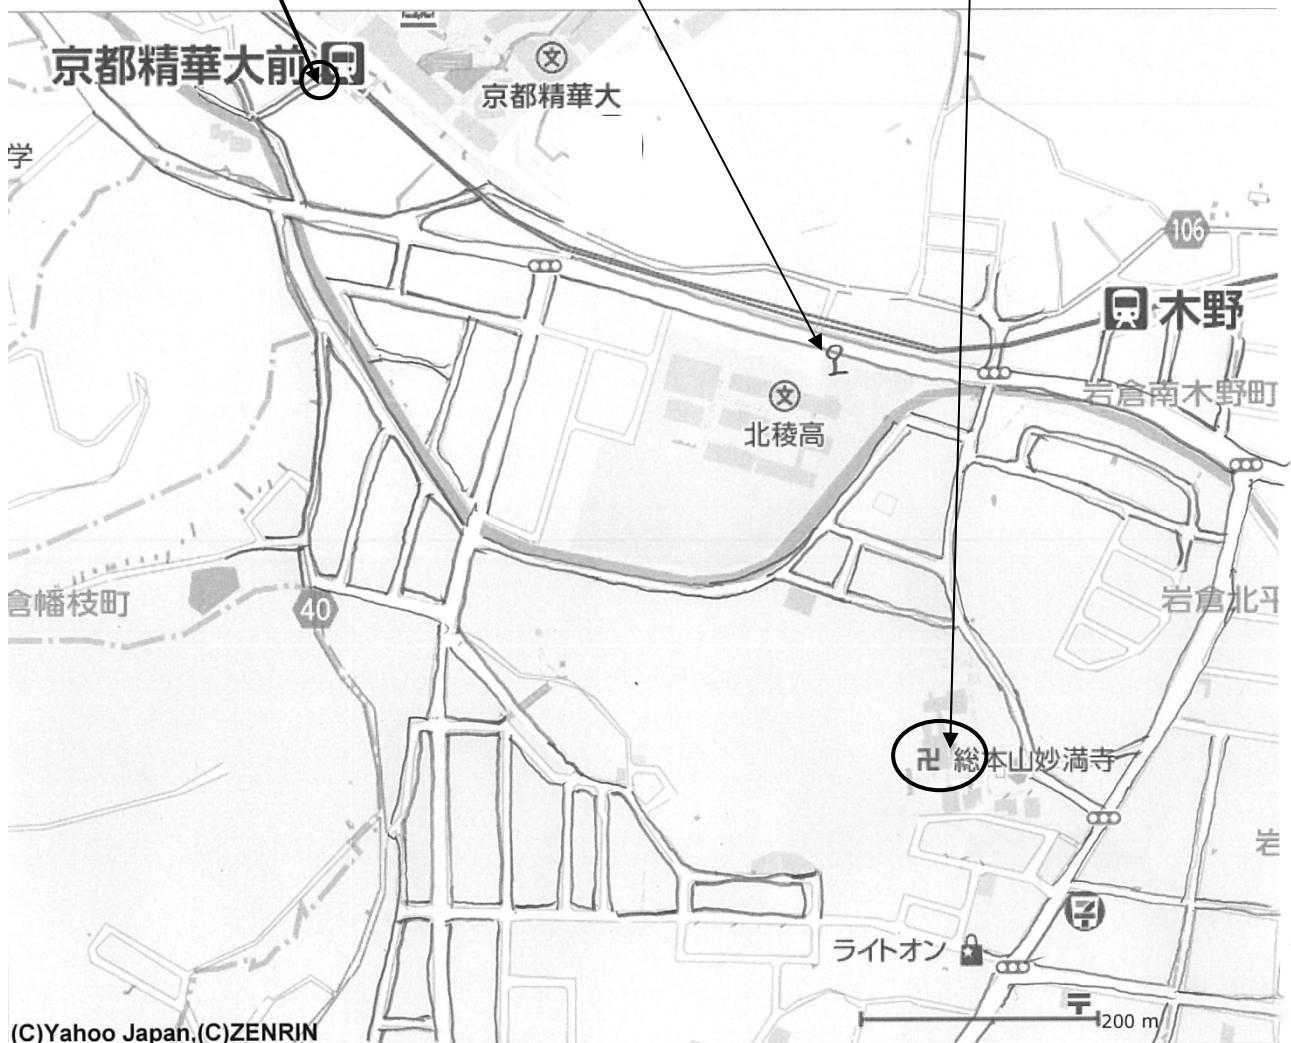 FamilyMart
京都精華大前
京都精華大
学
106
木野
岩倉南木野町
北稜高
倉幡枝町
40
岩倉北平
卍 総本山妙満寺
岩
ライトオン
200 m
(C)Yahoo Japan,(C)ZENRIN